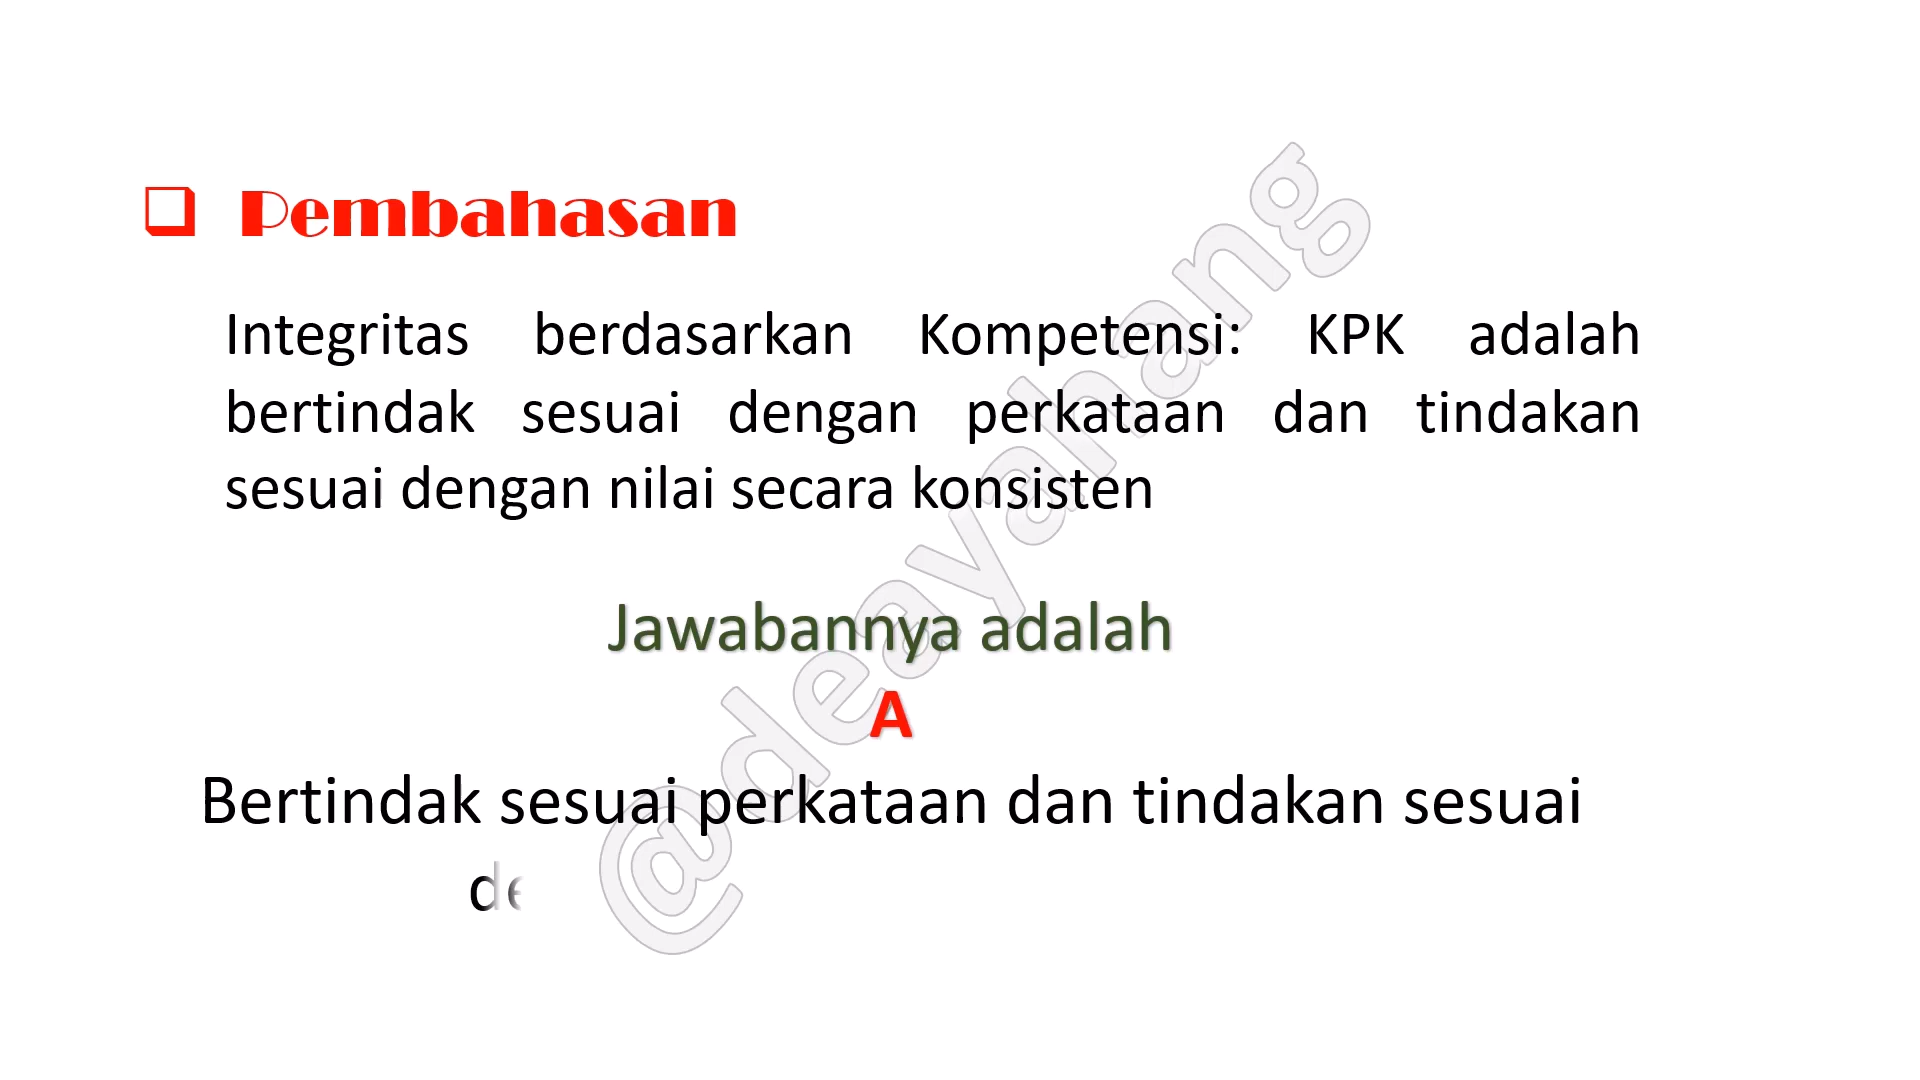 Pembahasan
Integritas berdasarkan Kompetensi: KPK adalah
bertindak sesuai dengan perkataan dan tindakan
sesuai dengan nilai secara konsisten
Jawabannya adalah
A
Bertindak sesuai perkataan dan tindakan sesuai
@deayahang